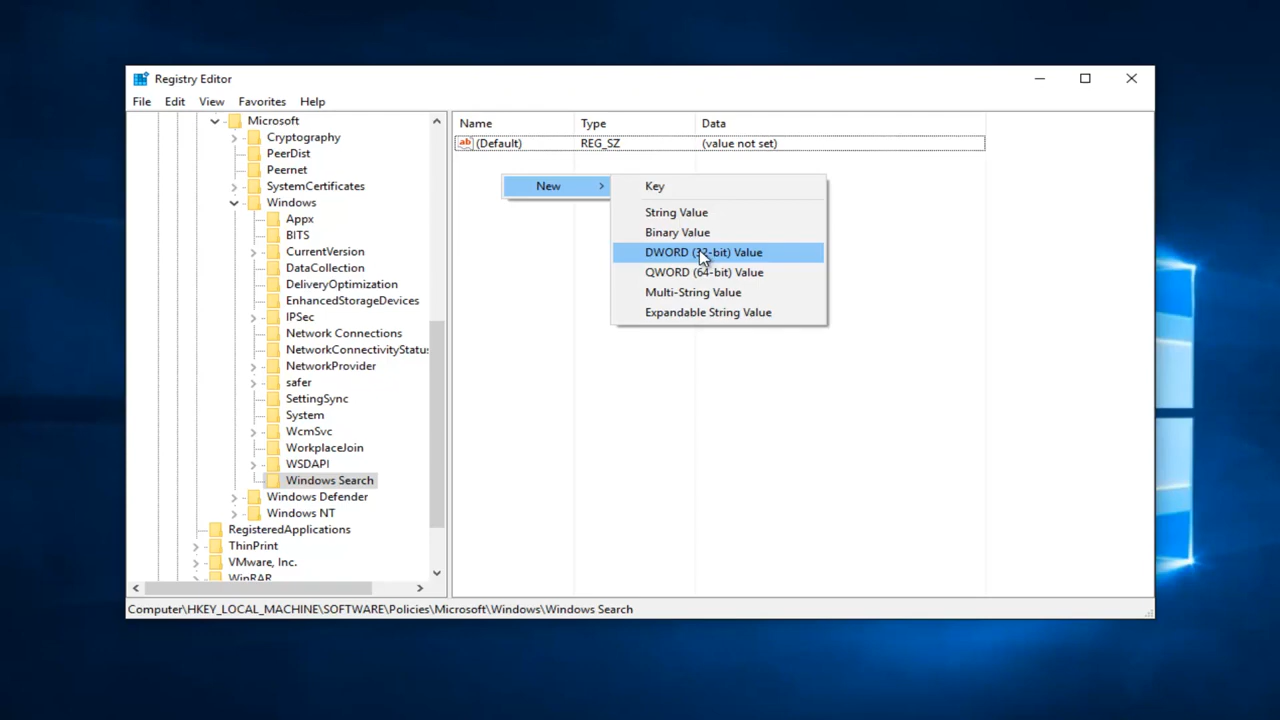 Registry Editor
File Edit View Favorites Help
Microsoft
Cryptography
PeerDist
Peernet
SystemCertificates
Windows
Appx
BITS
CurrentVersion
DataCollection
DeliveryOptimization
EnhancedStorageDevices
IPSec
Network Connections
NetworkConnectivityStatu
NetworkProvider
safer
SettingSync
System
WcmSvc
WorkplaceJoin
WSDAPI
Windows Search
Windows Defender
Windows NT
RegisteredApplications
ThinPrint
VMware, Inc.
WinRAR
Name Type Data
ab (Default) REG_SZ (value not set)
New
Key
String Value
Binary Value
DWORD (32-bit) Value
QWORD (64-bit) Value
Multi-String Value
Expandable String Value
Computer\HKEY_LOCAL_MACHINE\SOFTWARE\Policies\Microsoft\Windows\Windows Search